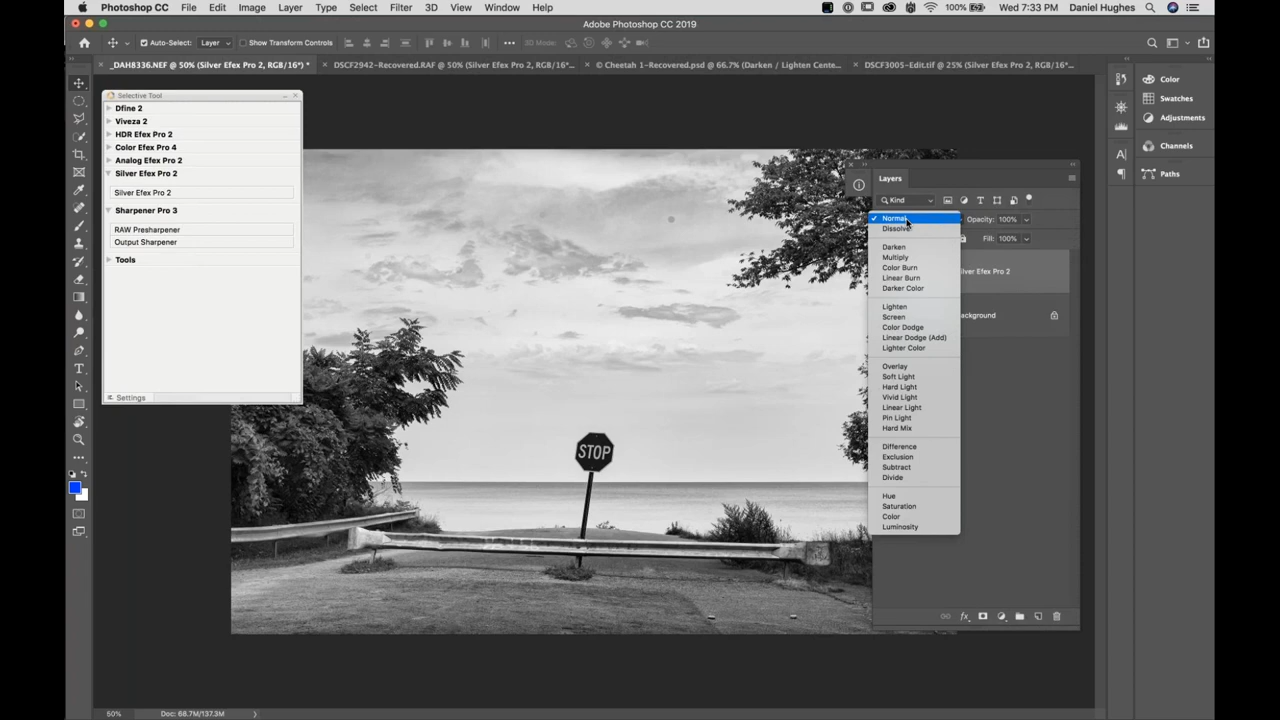 Photoshop CC File Edit Image Layer Type Select Filter 3D View Window Help 100% Wed 7:33 PM Daniel Hughes
Adobe Photoshop CC 2019
Auto-Select: Layer Show Transform Controls 3D Mode:
_DAH8336.NEF @ 50% (Silver Efex Pro 2, RGB/16*) * DSCF2942-Recovered.RAF @ 50% (Silver Efex Pro 2, RGB/16*... © Cheetah 1-Recovered.psd @ 66.7% (Darken / Lighten Cente... DSCF3005-Edit.tif @ 25% (Silver Efex Pro 2, RGB/16*...
Selective Tool
Dfine 2
Viveza 2
HDR Efex Pro 2
Color Efex Pro 4
Analog Efex Pro 2
Silver Efex Pro 2
Silver Efex Pro 2
Sharpener Pro 3
RAW Presharpener
Output Sharpener
Tools
Settings
STOP
Layers
Kind
Normal
Opacity: 100%
Dissolve
Fill: 100%
Darken
Multiply
Color Burn
Linear Burn
Darker Color
Lighten
Screen
Color Dodge
Linear Dodge (Add)
Lighter Color
Overlay
Soft Light
Hard Light
Vivid Light
Linear Light
Pin Light
Hard Mix
Difference
Exclusion
Subtract
Divide
Hue
Saturation
Color
Luminosity
ilver Efex Pro 2
ackground
Color
Swatches
Adjustments
Channels
Paths
50% Doc: 68.7M/137.3M